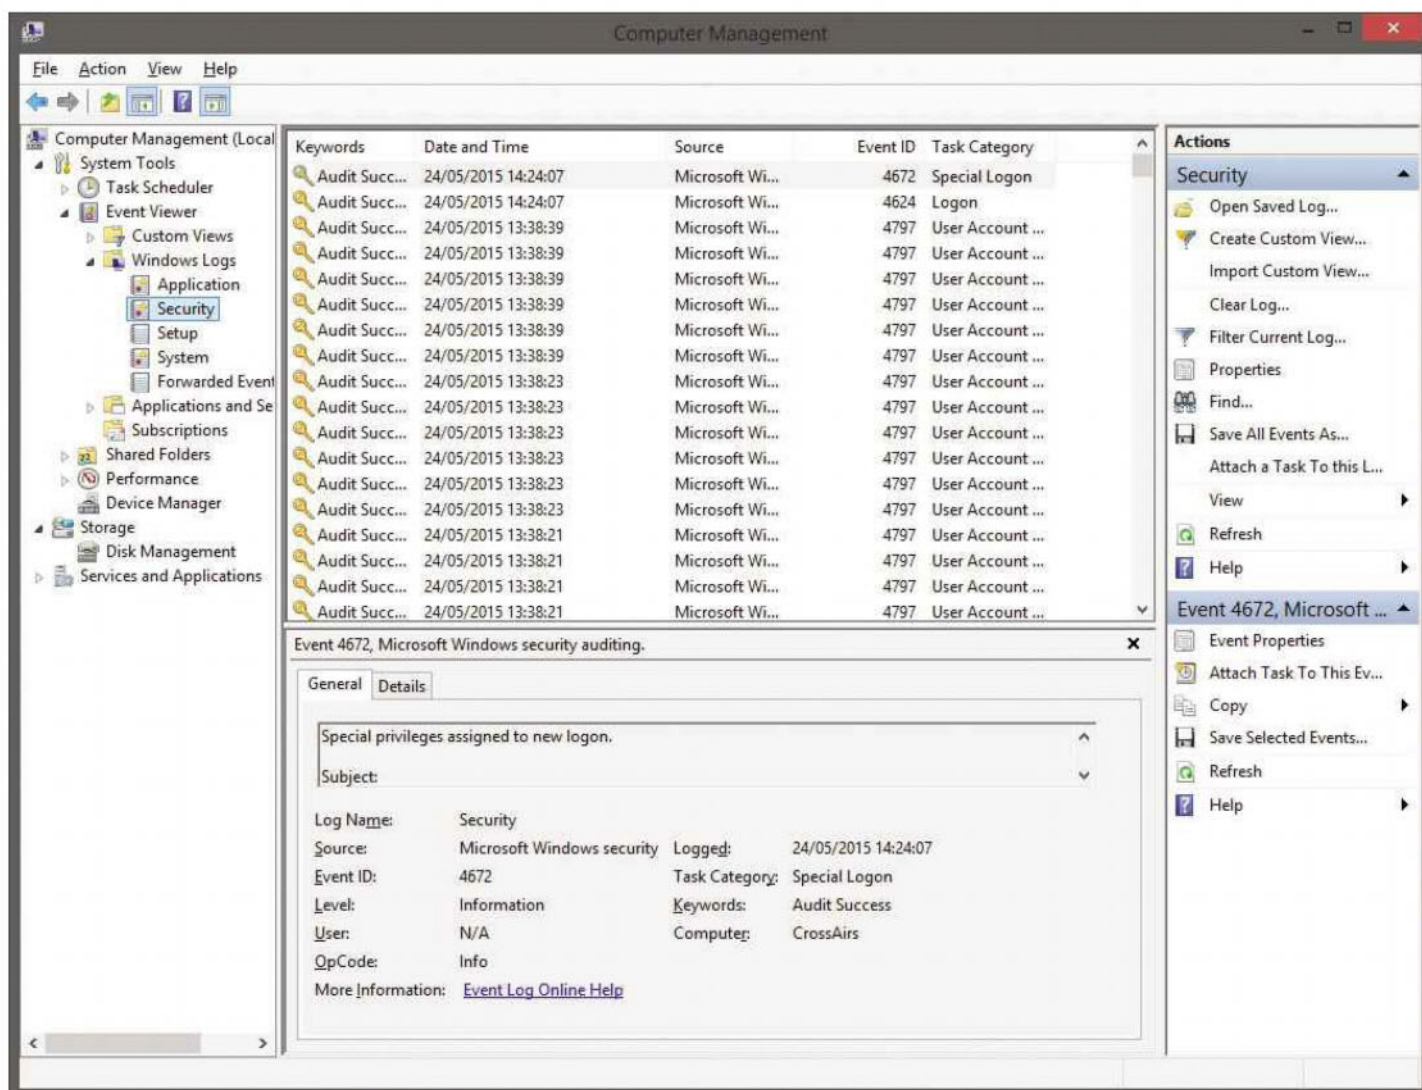 Computer Management
File Action View Help
Computer Management (Local
System Tools
Task Scheduler
Event Viewer
Custom Views
Windows Logs
Application
Security
Setup
System
Forwarded Event
Applications and Se
Subscriptions
Shared Folders
Performance
Device Manager
Storage
Disk Management
Services and Applications
Keywords Date and Time Source Event ID Task Category
Audit Succ... 24/05/2015 14:24:07 Microsoft Wi... 4672 Special Logon
Audit Succ... 24/05/2015 14:24:07 Microsoft Wi... 4624 Logon
Audit Succ... 24/05/2015 13:38:39 Microsoft Wi... 4797 User Account ...
Audit Succ... 24/05/2015 13:38:39 Microsoft Wi... 4797 User Account ...
Audit Succ... 24/05/2015 13:38:39 Microsoft Wi... 4797 User Account ...
Audit Succ... 24/05/2015 13:38:39 Microsoft Wi... 4797 User Account ...
Audit Succ... 24/05/2015 13:38:39 Microsoft Wi... 4797 User Account ...
Audit Succ... 24/05/2015 13:38:39 Microsoft Wi... 4797 User Account ...
Audit Succ... 24/05/2015 13:38:23 Microsoft Wi... 4797 User Account ...
Audit Succ... 24/05/2015 13:38:23 Microsoft Wi... 4797 User Account ...
Audit Succ... 24/05/2015 13:38:23 Microsoft Wi... 4797 User Account ...
Audit Succ... 24/05/2015 13:38:23 Microsoft Wi... 4797 User Account ...
Audit Succ... 24/05/2015 13:38:23 Microsoft Wi... 4797 User Account ...
Audit Succ... 24/05/2015 13:38:23 Microsoft Wi... 4797 User Account ...
Audit Succ... 24/05/2015 13:38:21 Microsoft Wi... 4797 User Account ...
Audit Succ... 24/05/2015 13:38:21 Microsoft Wi... 4797 User Account ...
Audit Succ... 24/05/2015 13:38:21 Microsoft Wi... 4797 User Account ...
Audit Succ... 24/05/2015 13:38:21 Microsoft Wi... 4797 User Account ...
Event 4672, Microsoft Windows security auditing.
General Details
Special privileges assigned to new logon.
Subject:
Log Name: Security
Source: Microsoft Windows security Logged: 24/05/2015 14:24:07
Event ID: 4672 Task Category: Special Logon
Level: Information Keywords: Audit Success
User: N/A Computer: CrossAirs
OpCode: Info
More Information: Event Log Online Help
Actions
Security
Open Saved Log...
Create Custom View...
Import Custom View...
Clear Log...
Filter Current Log...
Properties
Find...
Save All Events As...
Attach a Task To this L...
View
Refresh
Help
Event 4672, Microsoft ...
Event Properties
Attach Task To This Ev...
Copy
Save Selected Events...
Refresh
Help